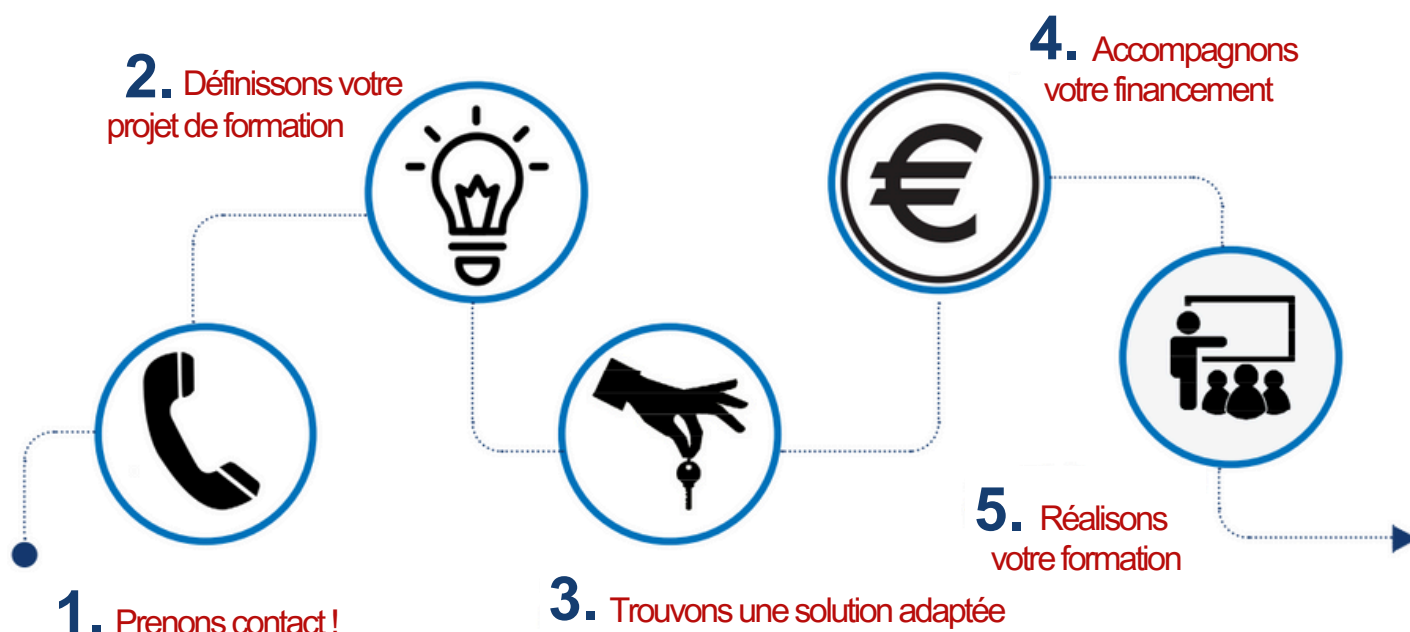 1. Prenons contact !
2. Définissons votre
projet de formation
3. Trouvons une solution adaptée
4. Accompagnons
votre financement
5. Réalisons
votre formation